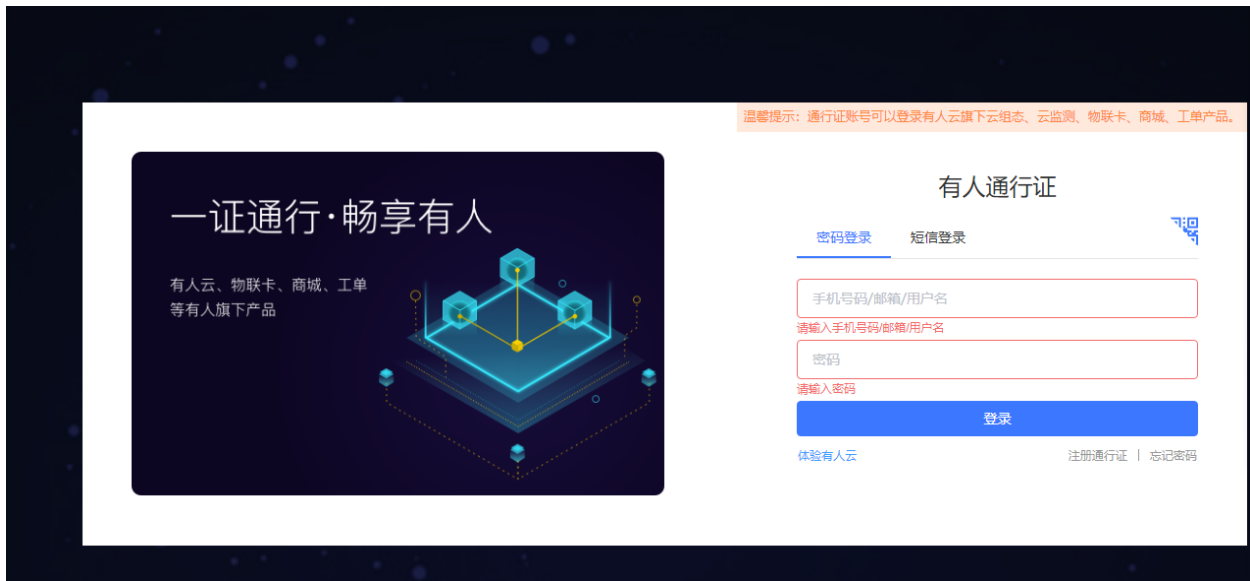 温馨提示：通行证账号可以登录有人云旗下云组态、云监测、物联卡、商城、工单产品。
一证通行·畅享有人
有人云、物联卡、商城、工单
等有人旗下产品
有人通行证
密码登录 短信登录
手机号码/邮箱/用户名
请输入手机号码/邮箱/用户名
密码
请输入密码
登录
体验有人云 注册通行证 | 忘记密码